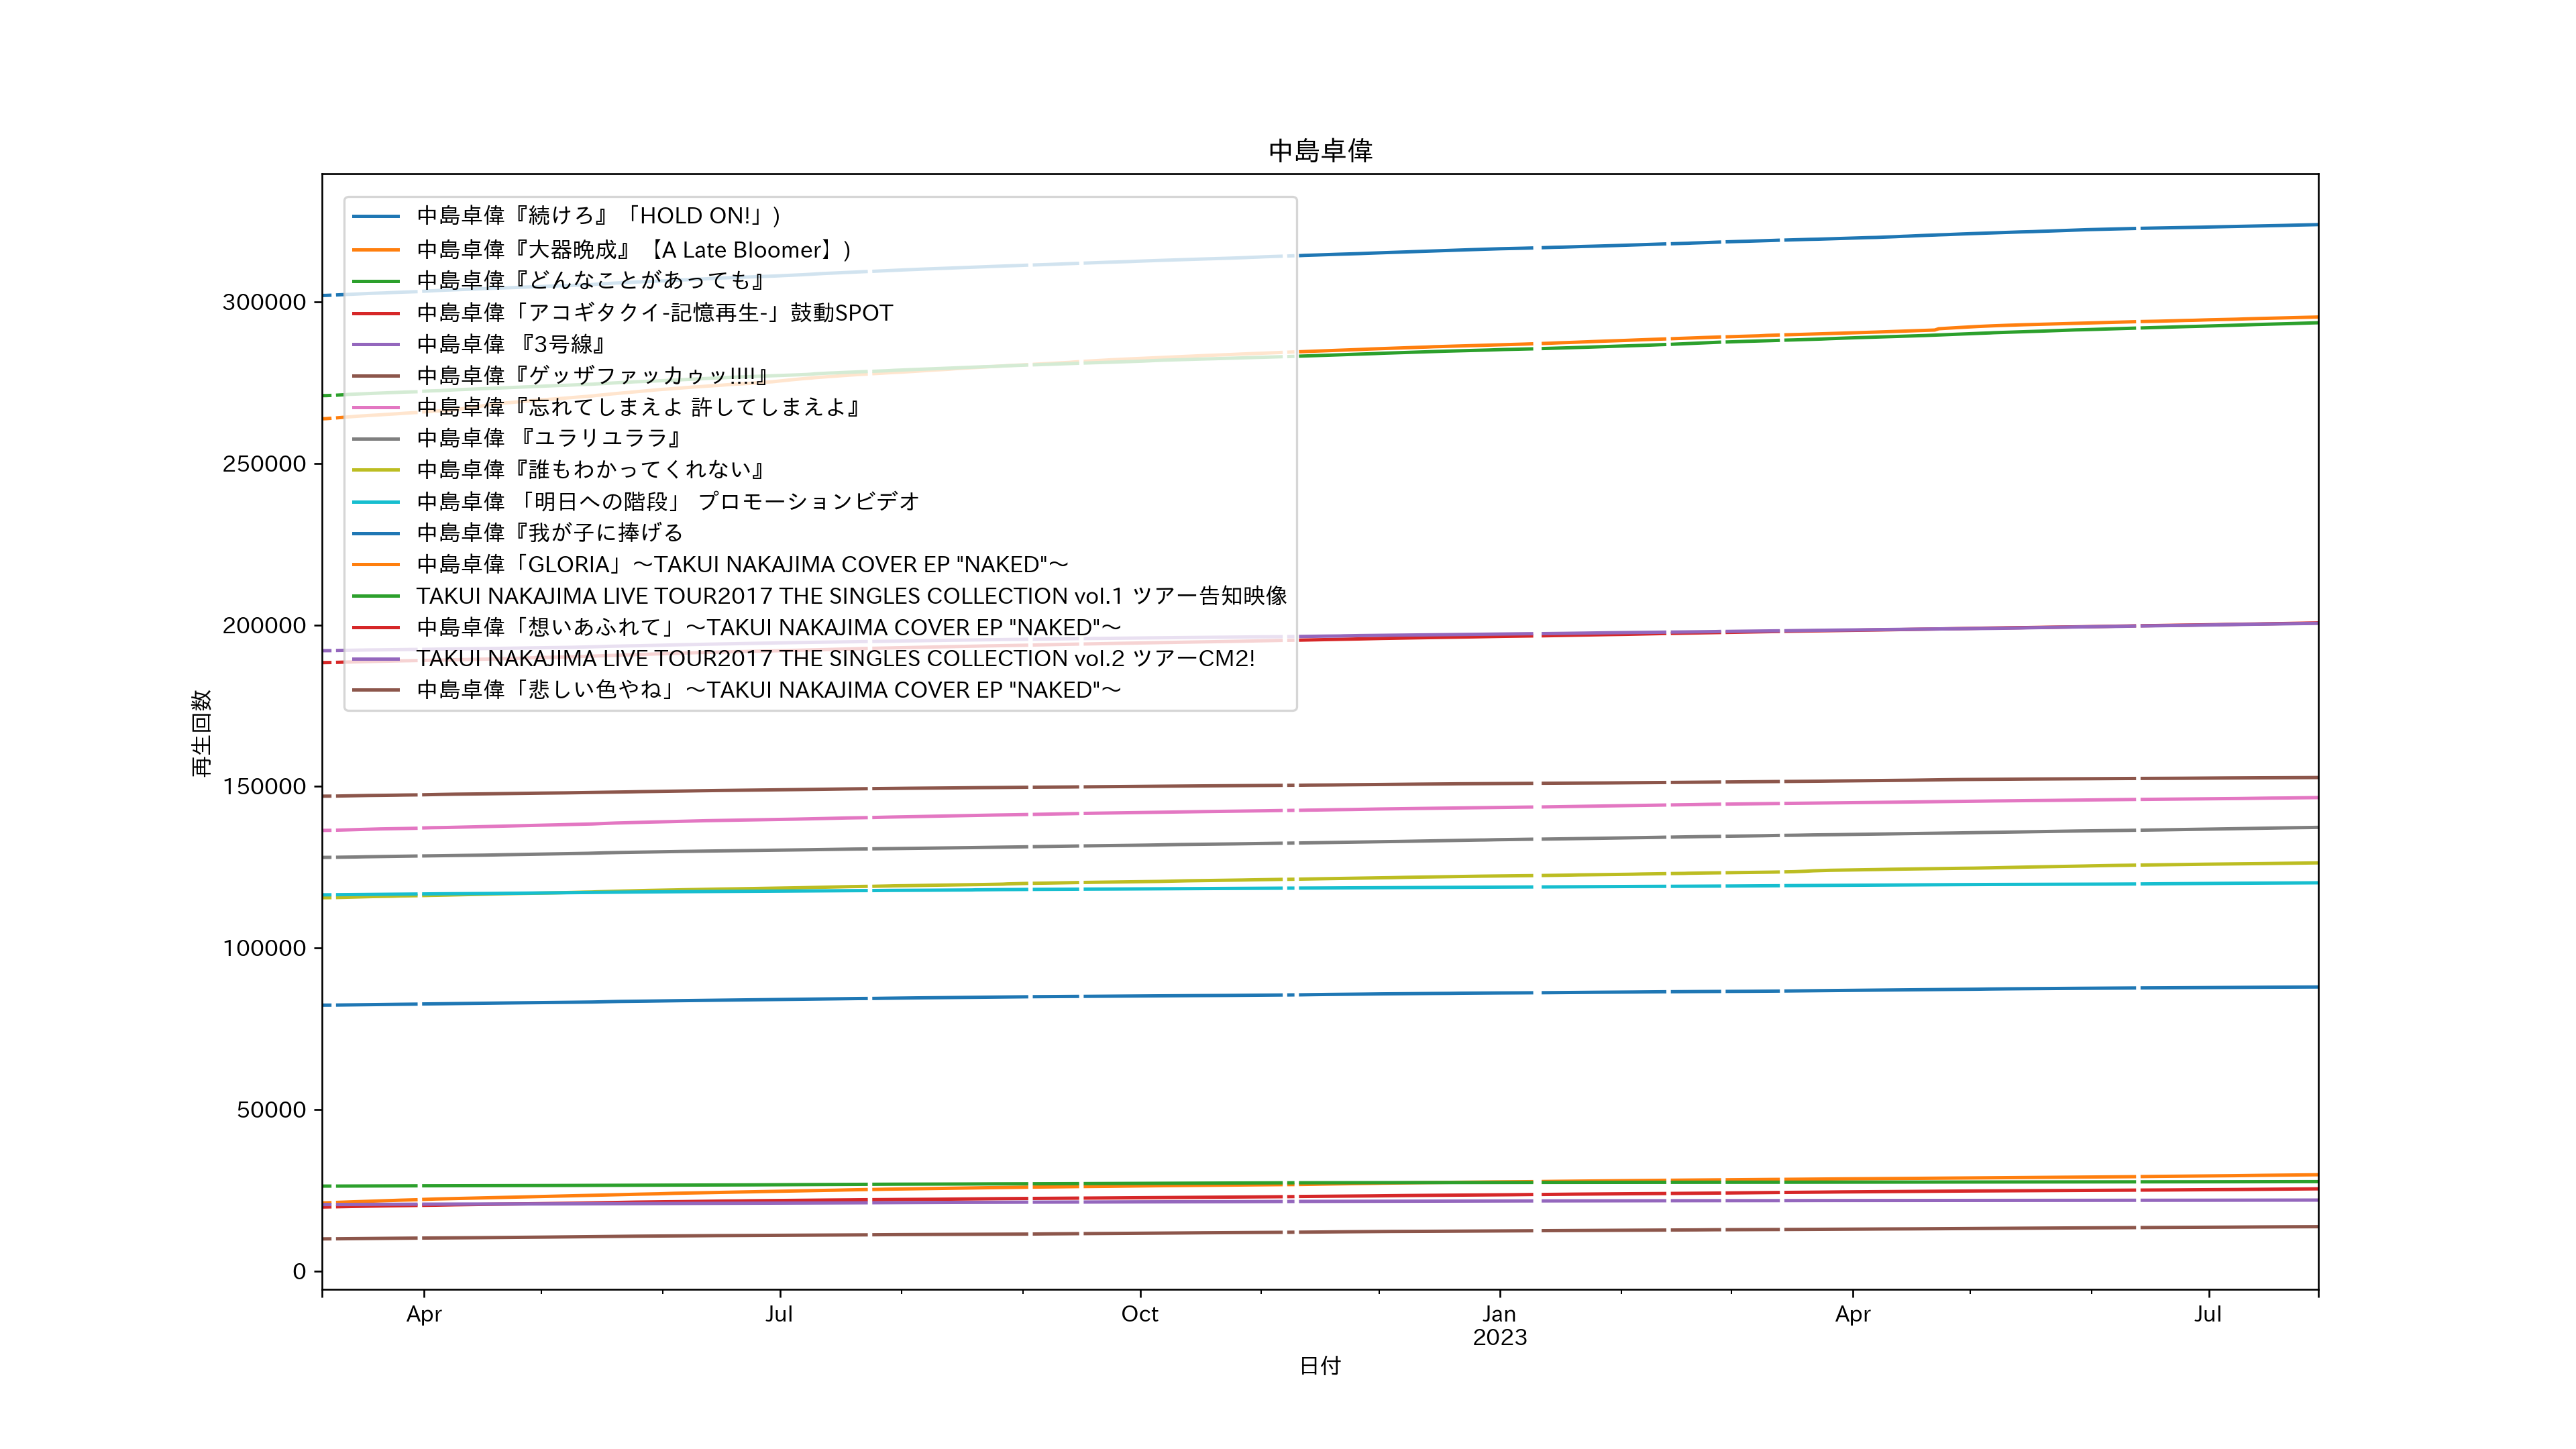 中島卓偉
中島卓偉『続けろ』「HOLD ON!」)
中島卓偉『大器晩成』【A Late Bloomer】)
中島卓偉『どんなことがあっても』
中島卓偉「アコギタクイ-記憶再生-」鼓動SPOT
中島卓偉 『3号線』
中島卓偉『ゲッザファッカゥッ!!!!』
中島卓偉『忘れてしまえよ 許してしまえよ』
中島卓偉 『ユラリユララ』
中島卓偉『誰もわかってくれない』
中島卓偉 「明日への階段」 プロモーションビデオ
中島卓偉『我が子に捧げる
中島卓偉「GLORIA」〜TAKUI NAKAJIMA COVER EP "NAKED"〜
TAKUI NAKAJIMA LIVE TOUR2017 THE SINGLES COLLECTION vol.1 ツアー告知映像
中島卓偉「想いあふれて」〜TAKUI NAKAJIMA COVER EP "NAKED"〜
TAKUI NAKAJIMA LIVE TOUR2017 THE SINGLES COLLECTION vol.2 ツアーCM2!
中島卓偉「悲しい色やね」〜TAKUI NAKAJIMA COVER EP "NAKED"〜
再生回数
300000
250000
200000
150000
100000
50000
0
Apr Jul Oct Jan Apr Jul
2023
日付